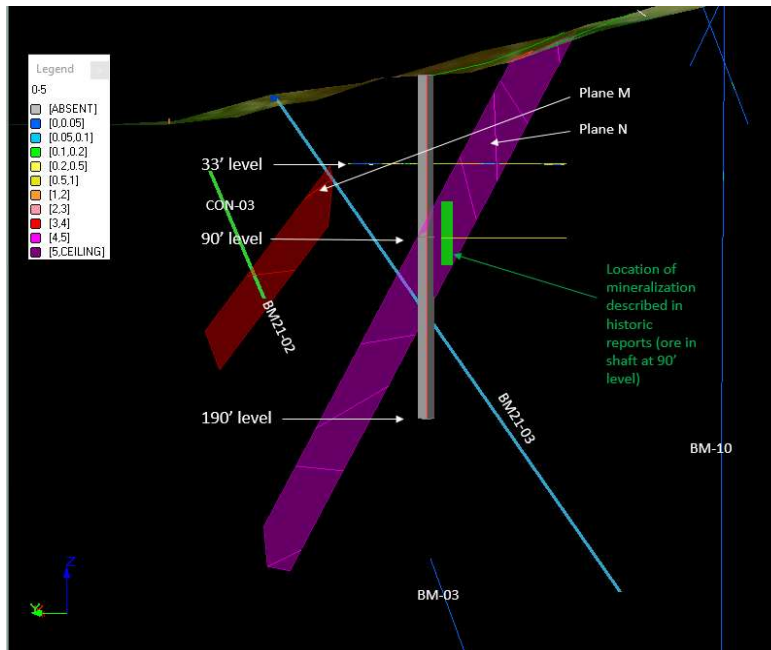 Legend
0-5
[ABSENT]
[0,0.05]
[0.05,0.1]
[0.1,0.2]
[0.2,0.5]
[0.5,1]
[1,2]
[2,3]
[3,4]
[4,5]
[5,CEILING]
Plane M
Plane N
33’ level
CON-03
90’ level
BM21-02
190’ level
Location of
mineralization
described in
historic
reports (ore in
shaft at 90’
level)
BM21-03
BM-10
BM-03
Z
Y